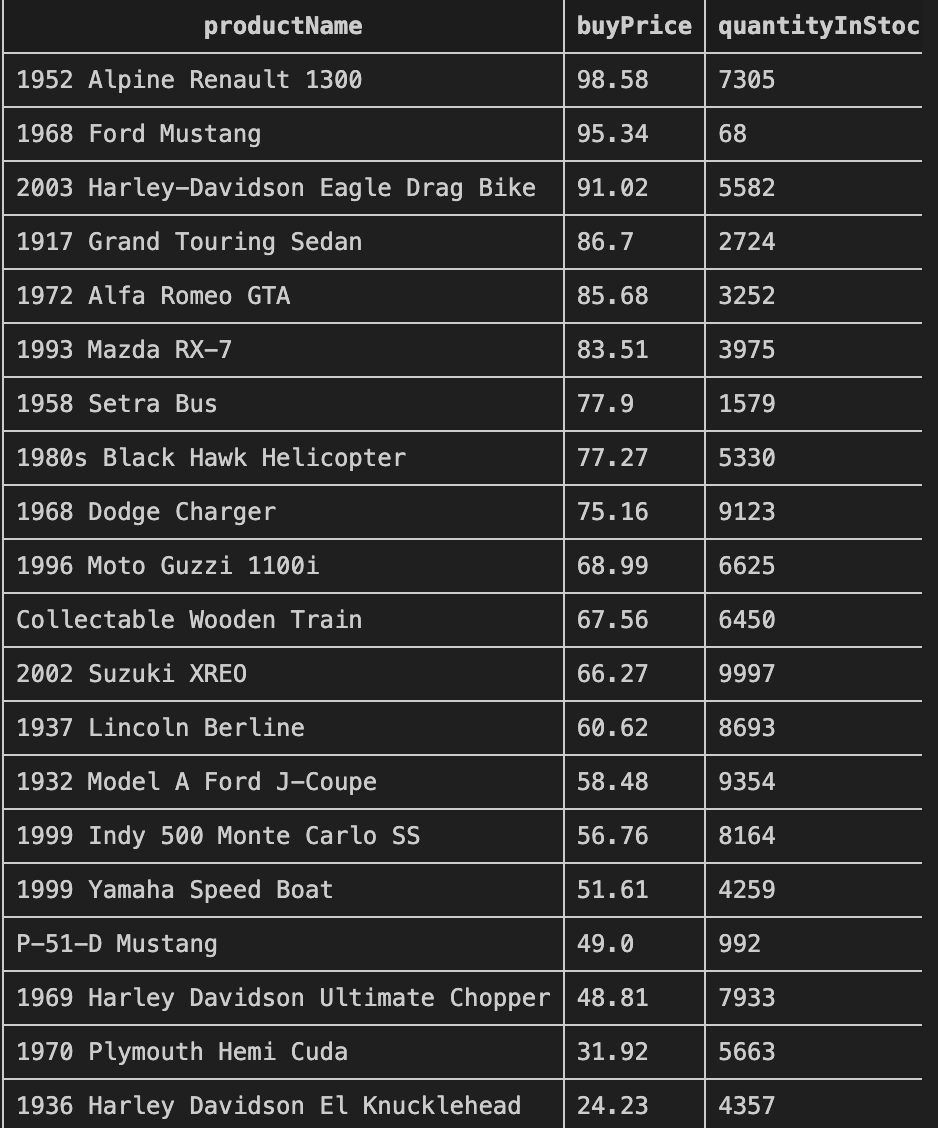 productName buyPrice quantityInStoc
1952 Alpine Renault 1300 98.58 7305
1968 Ford Mustang 95.34 68
2003 Harley-Davidson Eagle Drag Bike 91.02 5582
1917 Grand Touring Sedan 86.7 2724
1972 Alfa Romeo GTA 85.68 3252
1993 Mazda RX-7 83.51 3975
1958 Setra Bus 77.9 1579
1980s Black Hawk Helicopter 77.27 5330
1968 Dodge Charger 75.16 9123
1996 Moto Guzzi 1100i 68.99 6625
Collectable Wooden Train 67.56 6450
2002 Suzuki XREO 66.27 9997
1937 Lincoln Berline 60.62 8693
1932 Model A Ford J-Coupe 58.48 9354
1999 Indy 500 Monte Carlo SS 56.76 8164
1999 Yamaha Speed Boat 51.61 4259
P-51-D Mustang 49.0 992
1969 Harley Davidson Ultimate Chopper 48.81 7933
1970 Plymouth Hemi Cuda 31.92 5663
1936 Harley Davidson El Knucklehead 24.23 4357